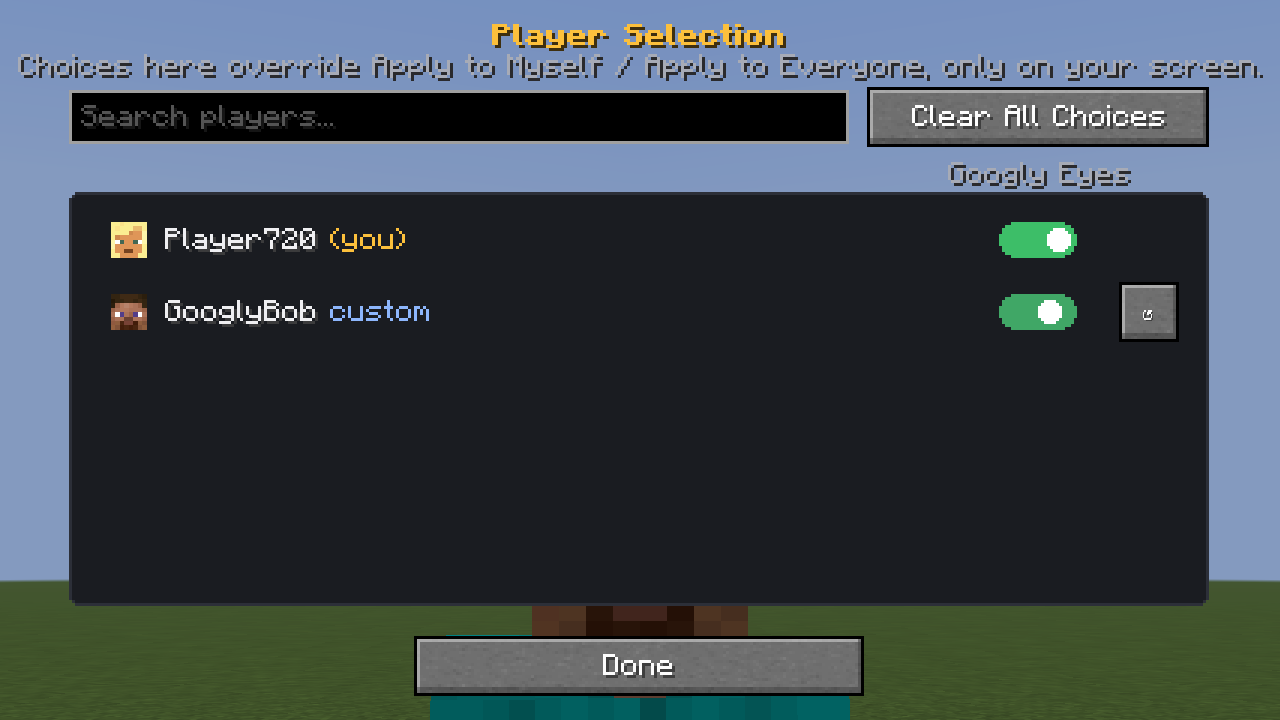 Player Selection
Choices here override Apply to Myself / Apply to Everyone, only on your screen.
Search players...
Clear All Choices
Googly Eyes
Player720 (you)
GooglyBob custom
Done